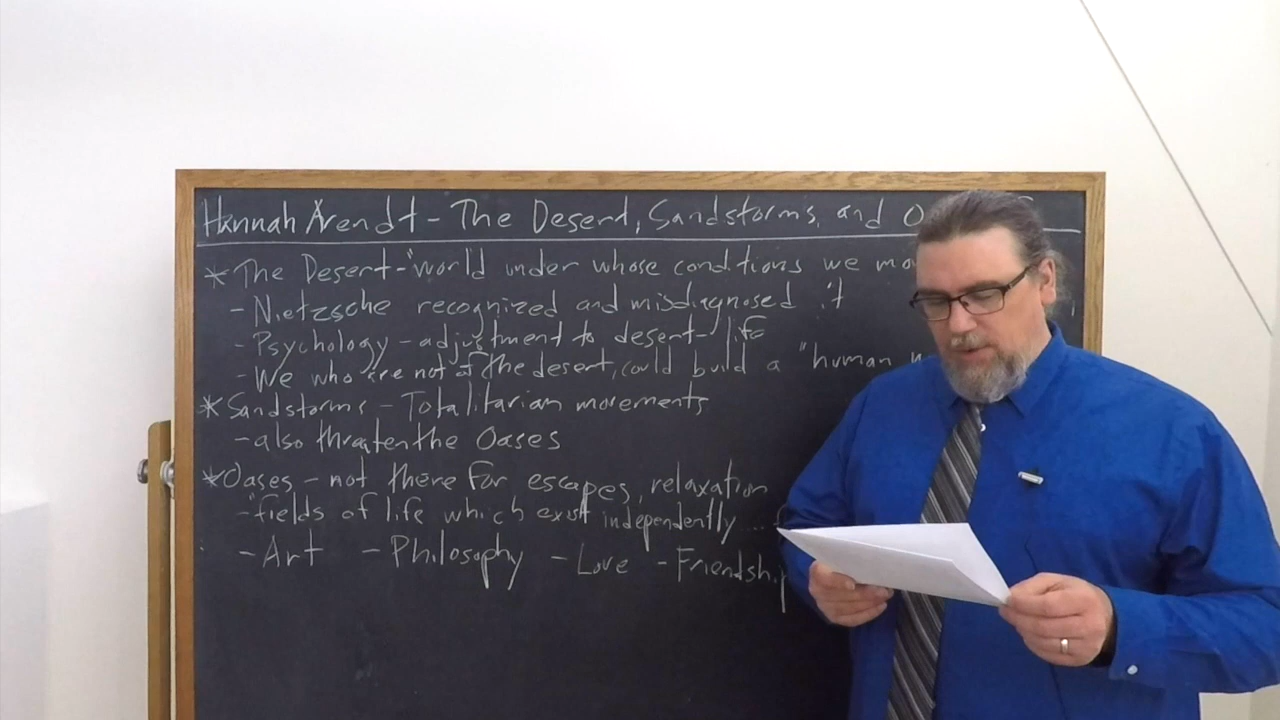 Hannah Arendt - The Desert, Sandstorms, and
* The Desert - "world under whose conditions we
- Nietzsche recognized and misdiagnosed it
- Psychology - adjustment to desert-life
- We who are not of the desert, could build a "human
* Sandstorms - Totalitarian movements
- also threaten the Oases
* Oases - not there for escapes, relaxation
- "fields of life which exist independently ...
- Art - Philosophy - Love - Friendship